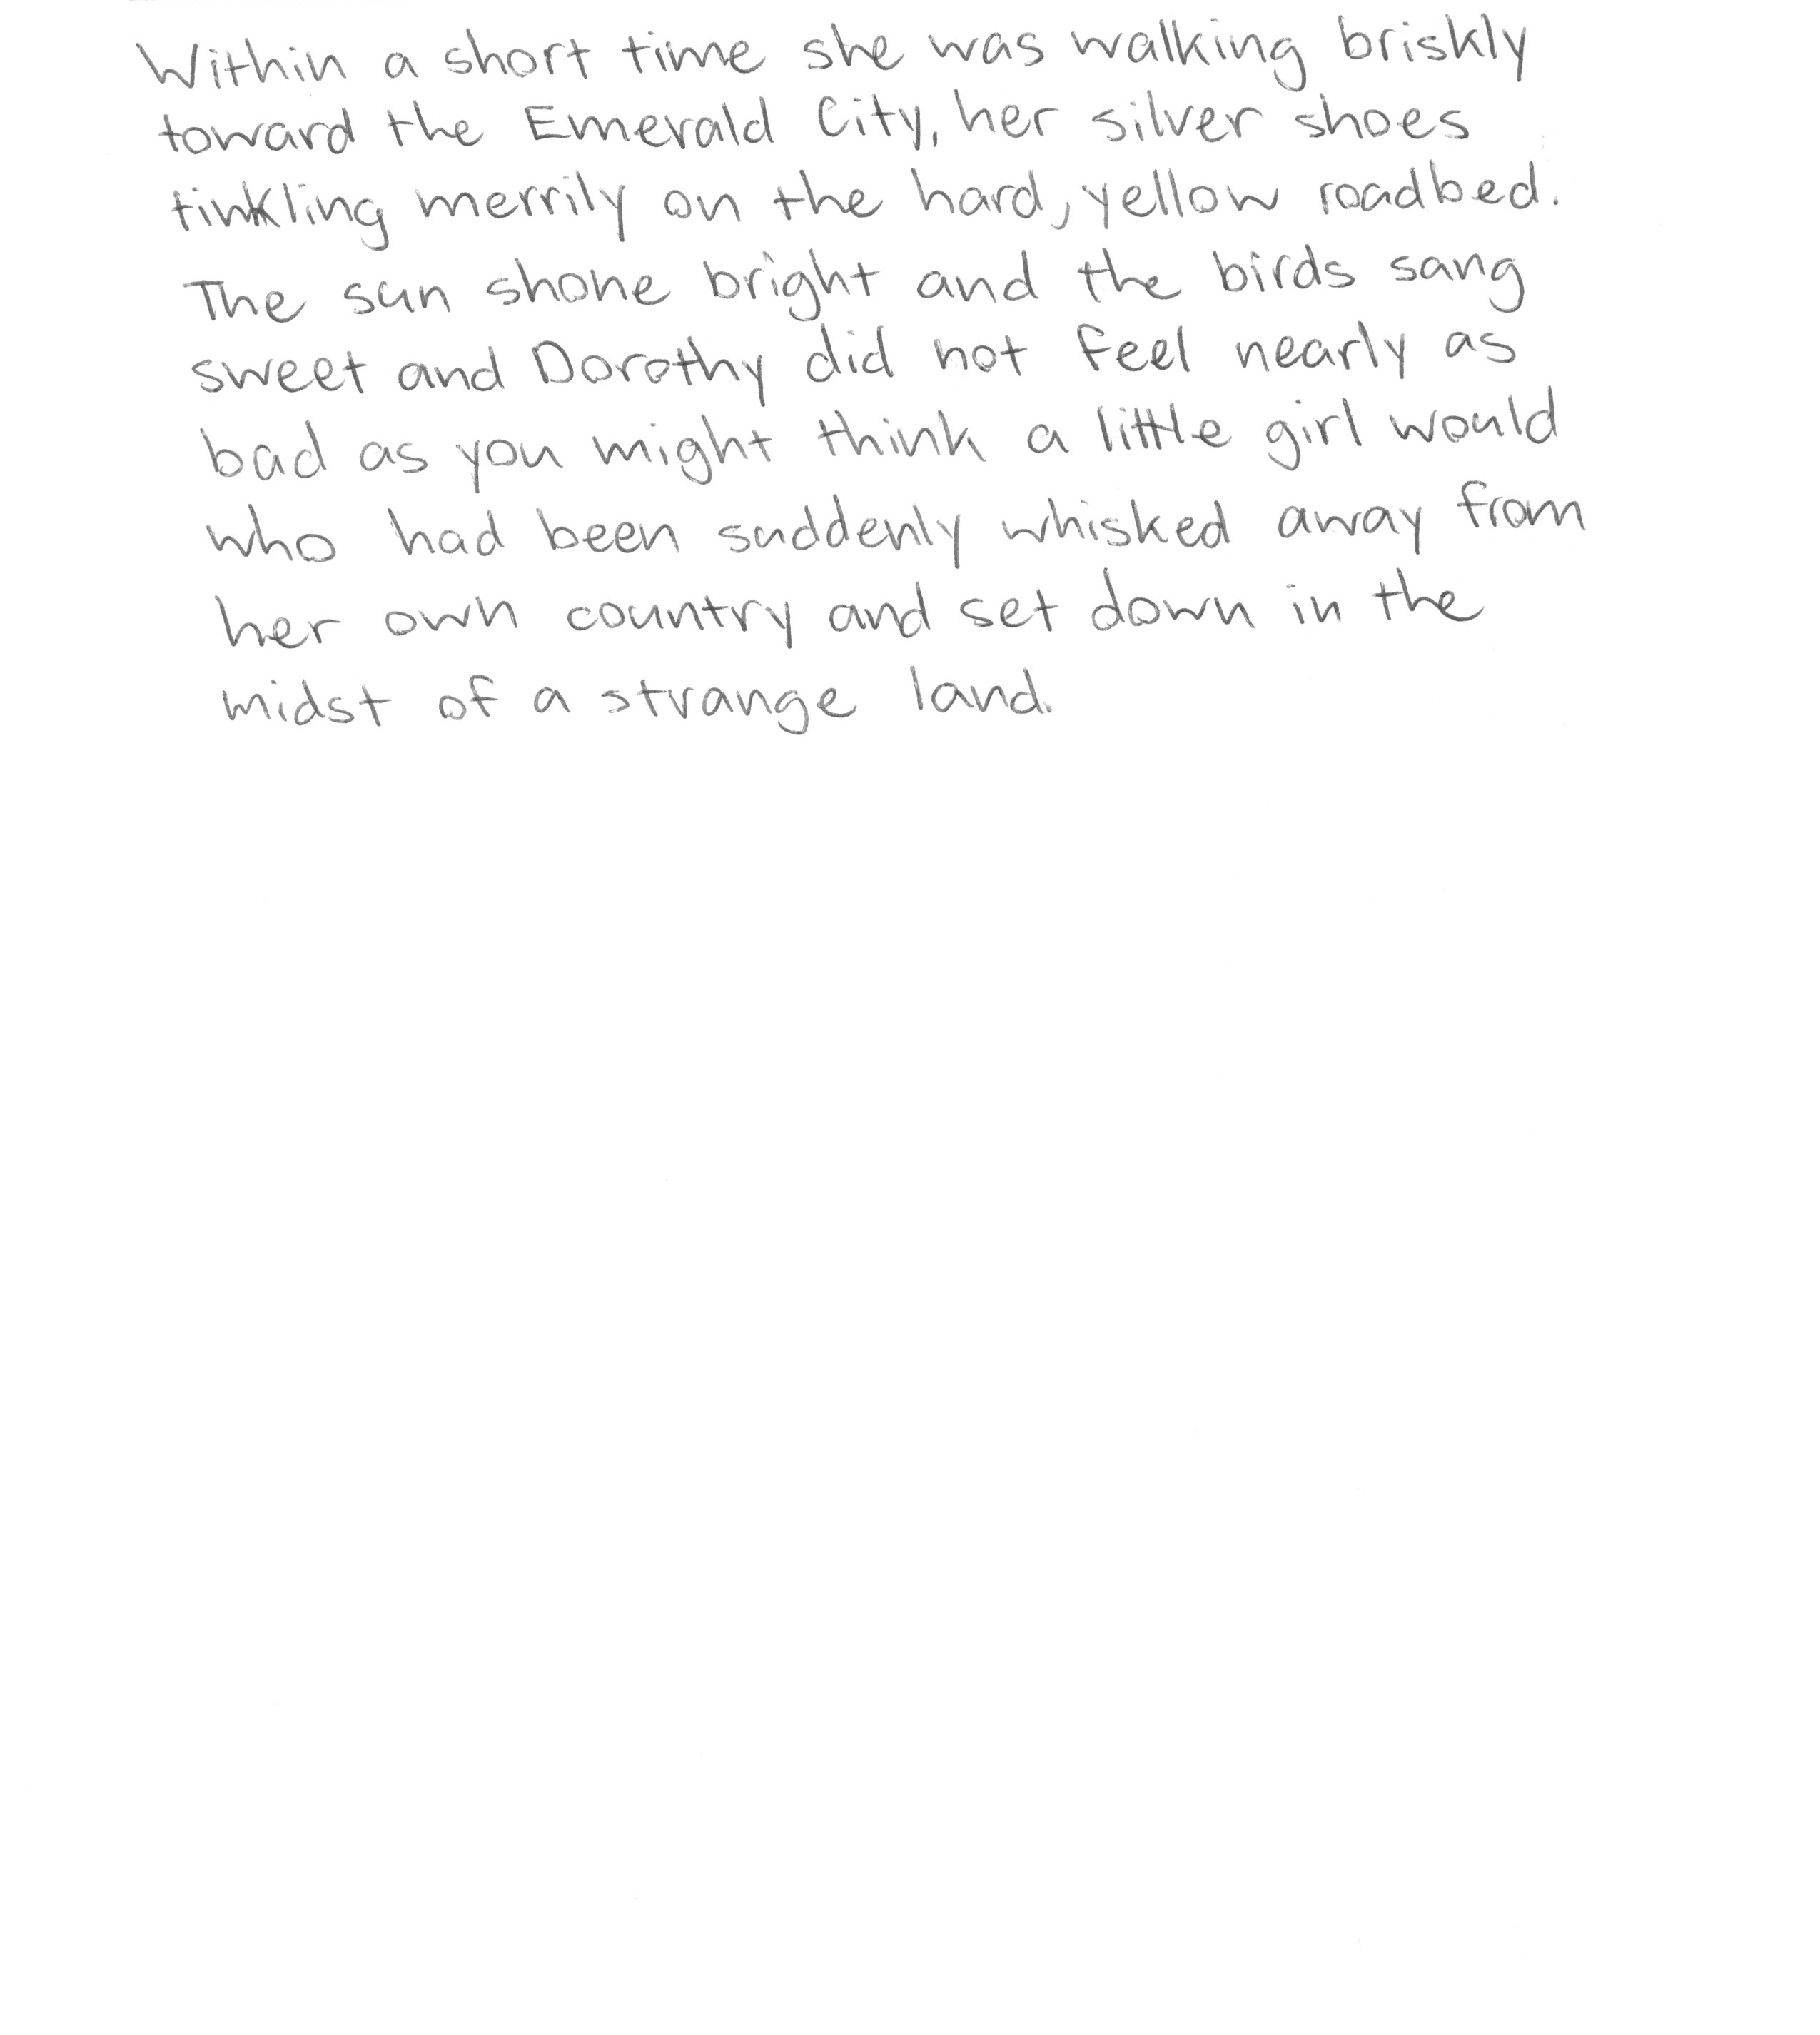 Within a short time she was walking briskly
toward the Emerald City, her silver shoes
tinkling merrily on the hard, yellow roadbed.
The sun shone bright and the birds sang
sweet and Dorothy did not feel nearly as
bad as you might think a little girl would
who had been suddenly whisked away from
her own country and set down in the
midst of a strange land.